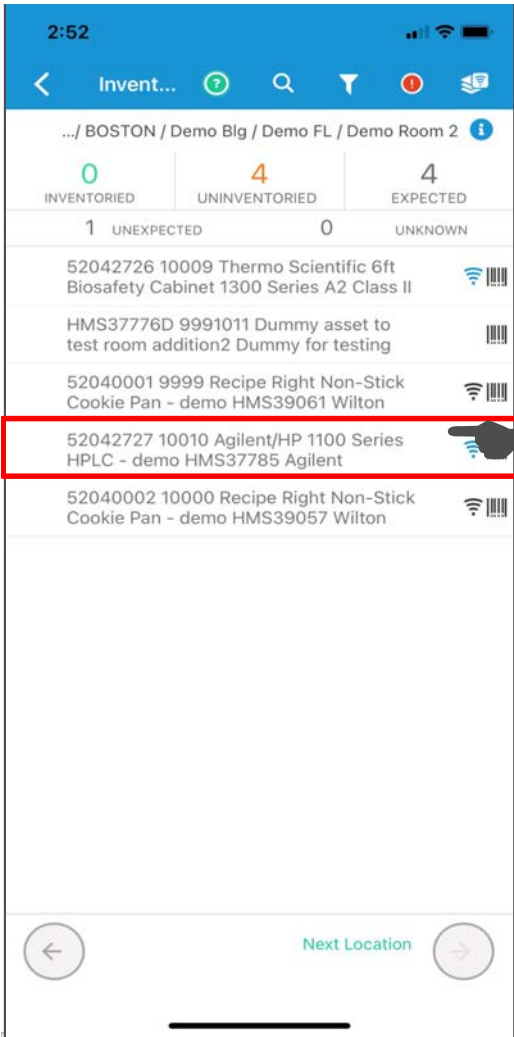 2:52
Invent...
.../ BOSTON / Demo Blg / Demo FL / Demo Room 2
0 4 4
INVENTORIED UNINVENTORIED EXPECTED
1 UNEXPECTED 0 UNKNOWN
52042726 10009 Thermo Scientific 6ft
Biosafety Cabinet 1300 Series A2 Class II
HMS37776D 9991011 Dummy asset to
test room addition2 Dummy for testing
52040001 9999 Recipe Right Non-Stick
Cookie Pan - demo HMS39061 Wilton
52042727 10010 Agilent/HP 1100 Series
HPLC - demo HMS37785 Agilent
52040002 10000 Recipe Right Non-Stick
Cookie Pan - demo HMS39057 Wilton
Next Location